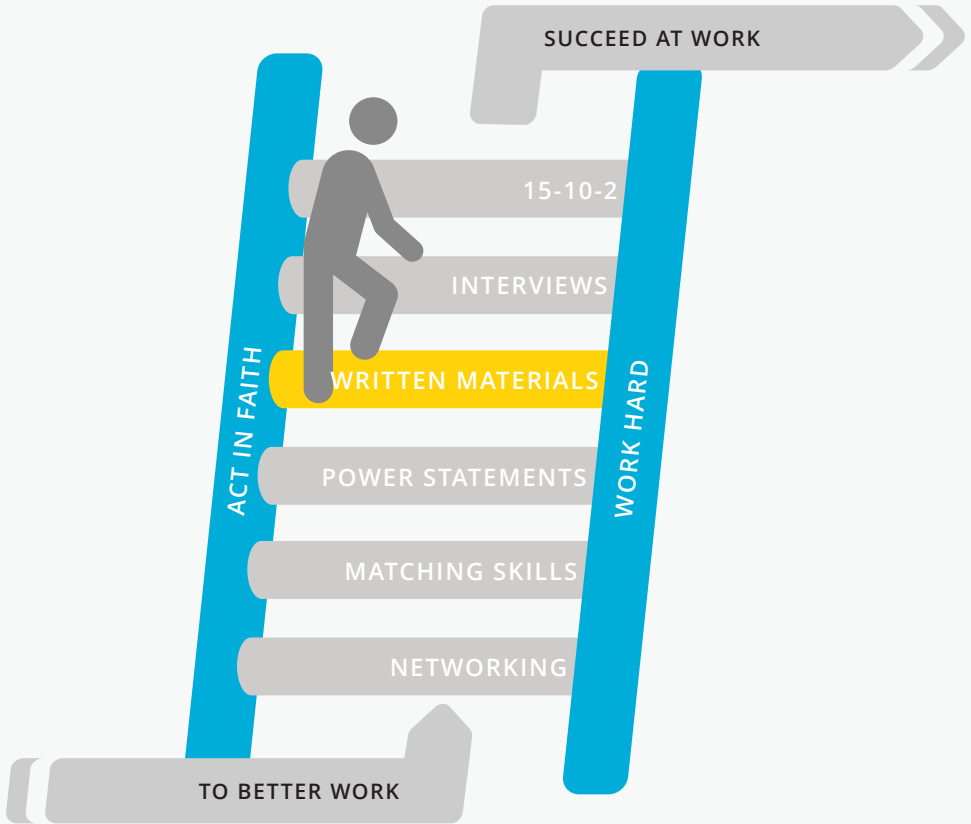 SUCCEED AT WORK
15-10-2
INTERVIEWS
WRITTEN MATERIALS
POWER STATEMENTS
MATCHING SKILLS
NETWORKING
ACT IN FAITH
WORK HARD
TO BETTER WORK